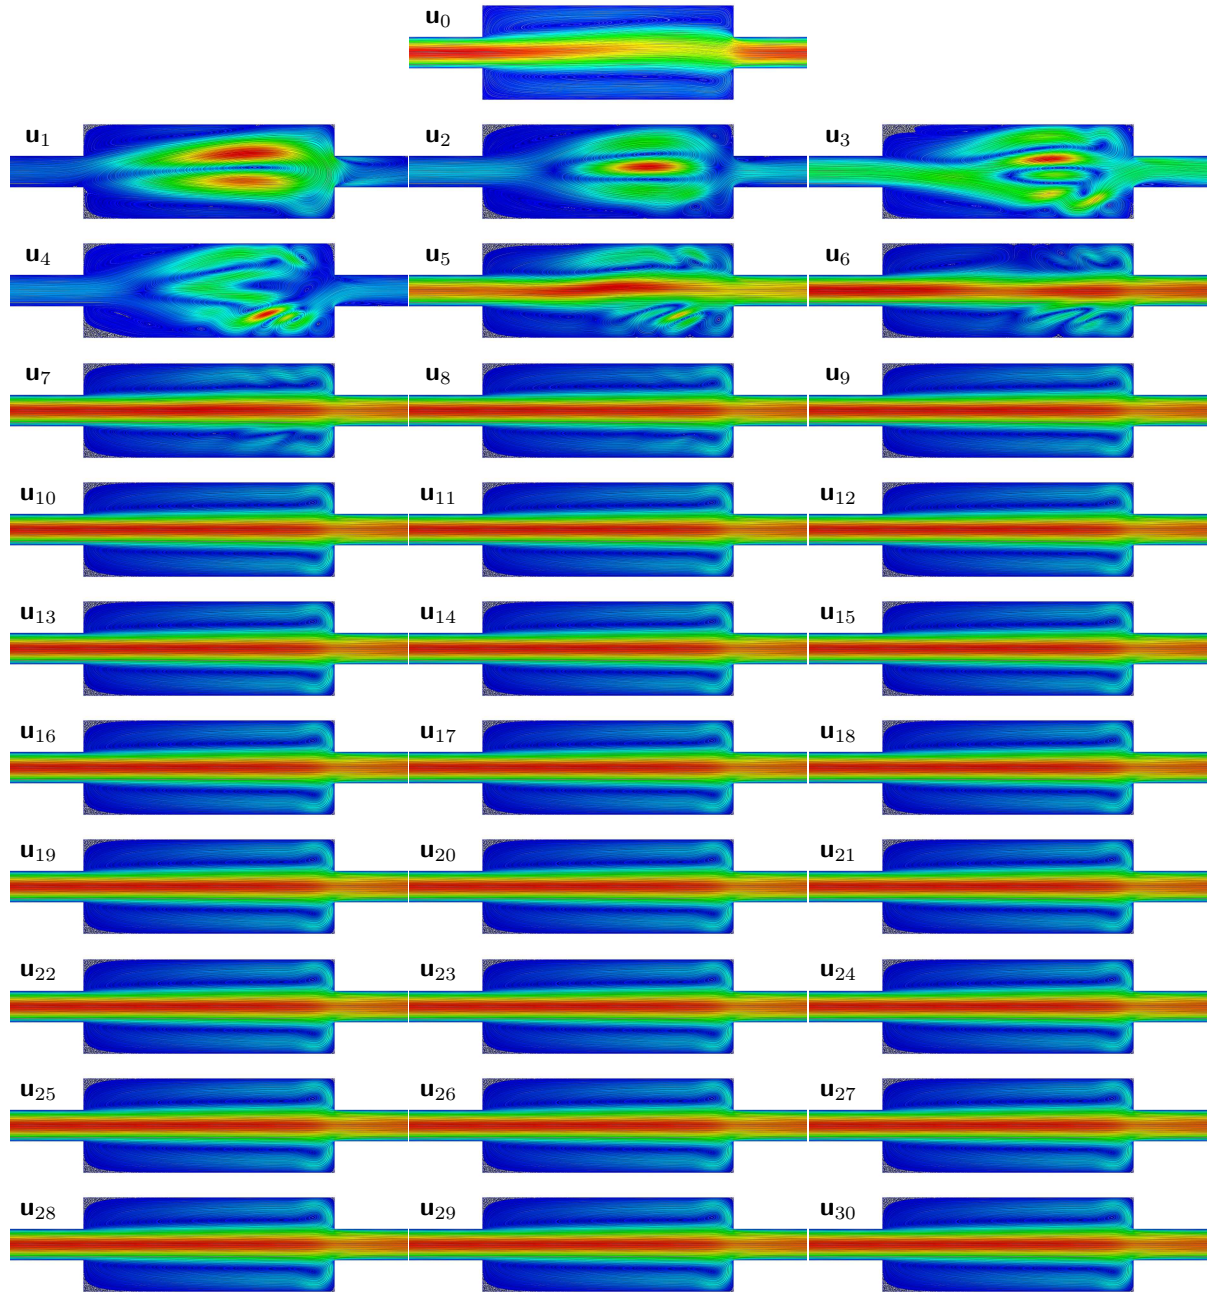 u₀
u₁ u₂ u₃
u₄ u₅ u₆
u₇ u₈ u₉
u₁₀ u₁₁ u₁₂
u₁₃ u₁₄ u₁₅
u₁₆ u₁₇ u₁₈
u₁₉ u₂₀ u₂₁
u₂₂ u₂₃ u₂₄
u₂₅ u₂₆ u₂₇
u₂₈ u₂₉ u₃₀